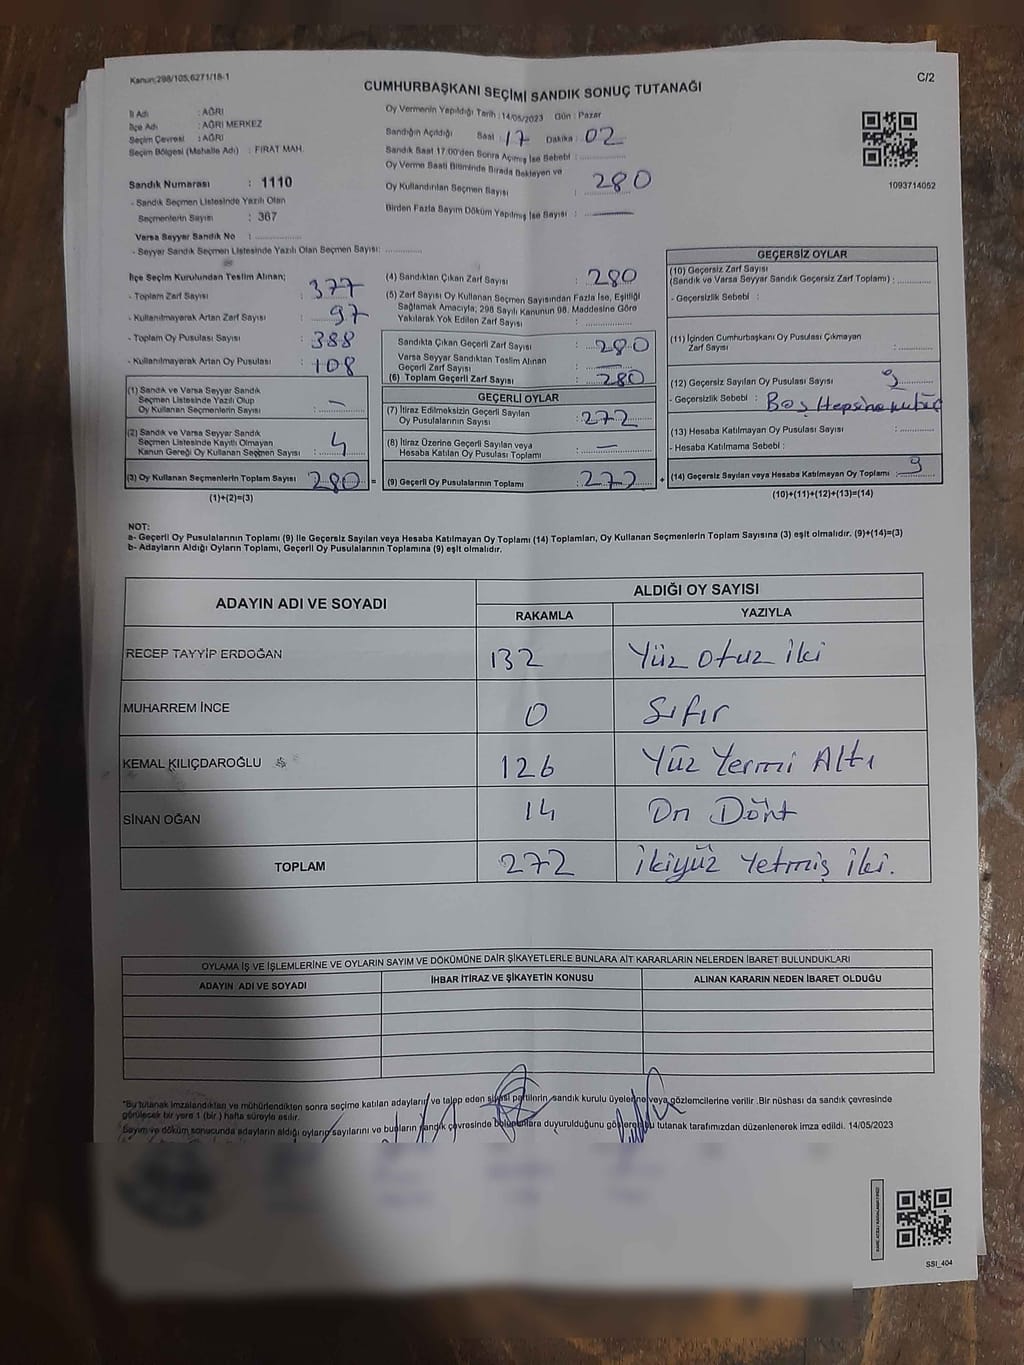 Kanun;298/105;6271/18-1
C/2
CUMHURBAŞKANI SEÇİMİ SANDIK SONUÇ TUTANAĞI
İl Adı : AĞRI
İlçe Adı : AĞRI MERKEZ
Seçim Çevresi : AĞRI
Seçim Bölgesi (Mahalle Adı) : FIRAT MAH.
Sandık Numarası : 1110
- Sandık Seçmen Listesinde Yazılı Olan
Seçmenlerin Sayısı : 367
Varsa Seyyar Sandık No :
- Seyyar Sandık Seçmen Listesinde Yazılı Olan Seçmen Sayısı:
Oy Vermenin Yapıldığı Tarih : 14/05/2023 Gün : Pazar
Sandığın Açıldığı Saat : 17 Dakika : 02
Sandık Saat 17:00'den Sonra Açılmış İse Sebebi :
Oy Verme Saati Bitiminde Sırada Bekleyen ve
Oy Kullandırılan Seçmen Sayısı : 280
Birden Fazla Sayım Döküm Yapılmış İse Sayısı :
1093714052
İlçe Seçim Kurulundan Teslim Alınan;
- Toplam Zarf Sayısı : 377
- Kullanılmayarak Artan Zarf Sayısı : 97
- Toplam Oy Pusulası Sayısı : 388
- Kullanılmayarak Artan Oy Pusulası : 108
(1) Sandık ve Varsa Seyyar Sandık
Seçmen Listesinde Yazılı Olup
Oy Kullanan Seçmenlerin Sayısı : -
(2) Sandık ve Varsa Seyyar Sandık
Seçmen Listesinde Kayıtlı Olmayan
Kanun Gereği Oy Kullanan Seçmen Sayısı : 4
(3) Oy Kullanan Seçmenlerin Toplam Sayısı 280 =
(1)+(2)=(3)
(4) Sandıktan Çıkan Zarf Sayısı : 280
(5) Zarf Sayısı Oy Kullanan Seçmen Sayısından Fazla İse, Eşitliği
Sağlamak Amacıyla; 298 Sayılı Kanunun 98. Maddesine Göre
Yakılarak Yok Edilen Zarf Sayısı :
Sandıkta Çıkan Geçerli Zarf Sayısı : 280
Varsa Seyyar Sandıktan Teslim Alınan
Geçerli Zarf Sayısı : -
(6) Toplam Geçerli Zarf Sayısı : 280
GEÇERLİ OYLAR
(7) İtiraz Edilmeksizin Geçerli Sayılan
Oy Pusulalarının Sayısı : 272
(8) İtiraz Üzerine Geçerli Sayılan veya
Hesaba Katılan Oy Pusulası Toplamı : -
(9) Geçerli Oy Pusulalarının Toplamı : 272 +
GEÇERSİZ OYLAR
(10) Geçersiz Zarf Sayısı
(Sandık ve Varsa Seyyar Sandık Geçersiz Zarf Toplamı) :
- Geçersizlik Sebebi :
(11) İçinden Cumhurbaşkanı Oy Pusulası Çıkmayan
Zarf Sayısı :
(12) Geçersiz Sayılan Oy Pusulası Sayısı : 9
- Geçersizlik Sebebi : Boş Hepsine
(13) Hesaba Katılmayan Oy Pusulası Sayısı :
- Hesaba Katılmama Sebebi :
(14) Geçersiz Sayılan veya Hesaba Katılmayan Oy Toplamı : 9
(10)+(11)+(12)+(13)=(14)
NOT:
a- Geçerli Oy Pusulalarının Toplamı (9) ile Geçersiz Sayılan veya Hesaba Katılmayan Oy Toplamı (14) Toplamları, Oy Kullanan Seçmenlerin Toplam Sayısına (3) eşit olmalıdır. (9)+(14)=(3)
b- Adayların Aldığı Oyların Toplamı, Geçerli Oy Pusulalarının Toplamına (9) eşit olmalıdır.
ADAYIN ADI VE SOYADI
ALDIĞI OY SAYISI
RAKAMLA YAZIYLA
RECEP TAYYİP ERDOĞAN 132 Yüz otuz iki
MUHARREM İNCE 0 Sıfır
KEMAL KILIÇDAROĞLU 126 Yüz Yermi Altı
SİNAN OĞAN 14 On Dört
TOPLAM 272 ikiyüz Yetmiş iki.
OYLAMA İŞ VE İŞLEMLERİNE VE OYLARIN SAYIM VE DÖKÜMÜNE DAİR ŞİKAYETLERLE BUNLARA AİT KARARLARIN NELERDEN İBARET BULUNDUKLARI
ADAYIN ADI VE SOYADI İHBAR İTİRAZ VE ŞİKAYETİN KONUSU ALINAN KARARIN NEDEN İBARET OLDUĞU
*Bu tutanak imzalandıktan ve mühürlendikten sonra seçime katılan adayların ve talep eden siyasi partilerin sandık kurulu üyelerine veya gözlemcilerine verilir .Bir nüshası da sandık çevresinde
görülecek bir yere 1 (bir ) hafta süreyle asılır.
Sayım ve döküm sonucunda adayların aldığı oyların sayılarını ve bunların sandık çevresinde bulunanlara duyurulduğunu gösteren bu tutanak tarafımızdan düzenlenerek imza edildi. 14/05/2023
SSI_404